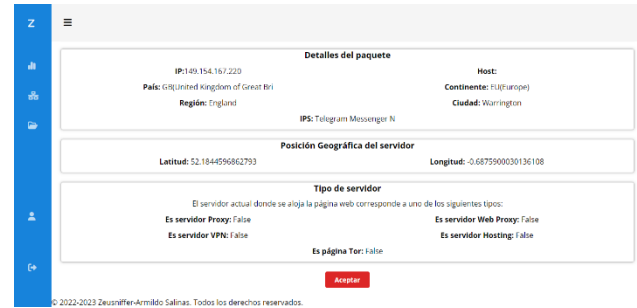 Z
Detalles del paquete
IP:149.154.167.220 Host:
País: GB(United Kingdom of Great Bri Continente: EU(Europe)
Región: England Ciudad: Warrington
IPS: Telegram Messenger N
Posición Geográfica del servidor
Latitud: 52.1844596862793 Longitud: -0.6875900030136108
Tipo de servidor
El servidor actual donde se aloja la página web corresponde a uno de los siguientes tipos:
Es servidor Proxy: False Es servidor Web Proxy: False
Es servidor VPN: False Es servidor Hosting: False
Es página Tor: False
Aceptar
© 2022-2023 Zeusniffer-Armildo Salinas. Todos los derechos reservados.